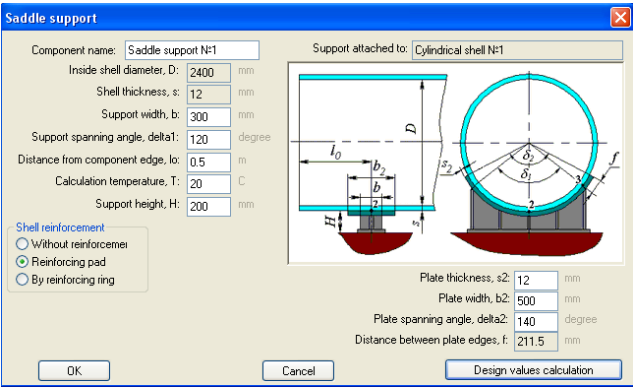 Saddle support
Component name: Saddle support №1
Support attached to: Cylindrical shell №1
Inside shell diameter, D: 2400 mm
Shell thickness, s: 12 mm
Support width, b: 300 mm
Support spanning angle, delta1: 120 degree
Distance from component edge, lo: 0.5 m
Calculation temperature, T: 20 C
Support height, H: 200 mm
Shell reinforcement
Without reinforcemer
Reinforcing pad
By reinforcing ring
D
l₀
b₂
b
2
H
s
s₂
δ₂
δ₁
f
3
2
Plate thickness, s2: 12 mm
Plate width, b2: 500 mm
Plate spanning angle, delta2: 140 degree
Distance between plate edges, f: 211.5 mm
OK
Cancel
Design values calculation